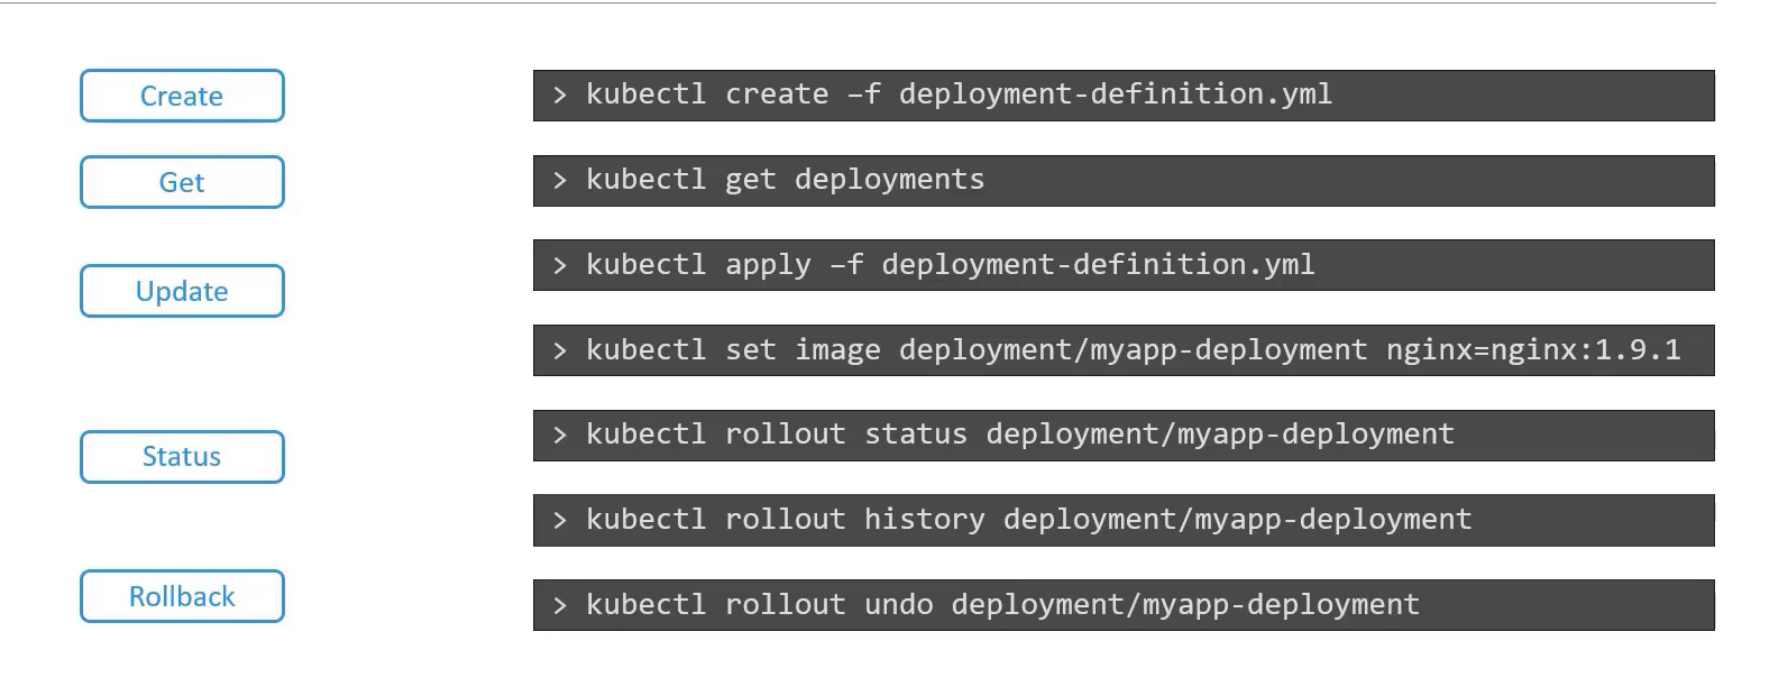 Create
> kubectl create –f deployment-definition.yml
Get
> kubectl get deployments
Update
> kubectl apply –f deployment-definition.yml
> kubectl set image deployment/myapp-deployment nginx=nginx:1.9.1
Status
> kubectl rollout status deployment/myapp-deployment
> kubectl rollout history deployment/myapp-deployment
Rollback
> kubectl rollout undo deployment/myapp-deployment